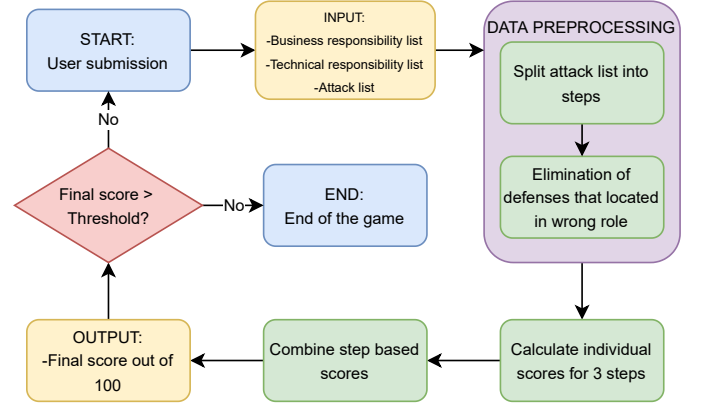 START:
User submission
INPUT:
-Business responsibility list
-Technical responsibility list
-Attack list
DATA PREPROCESSING
Split attack list into
steps
Elimination of
defenses that located
in wrong role
Calculate individual
scores for 3 steps
Combine step based
scores
OUTPUT:
-Final score out of
100
Final score >
Threshold?
No
No
END:
End of the game